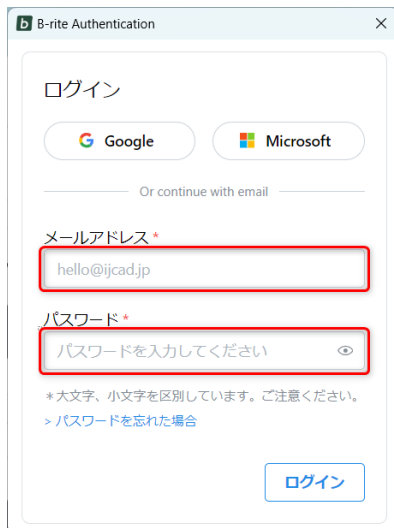 B-rite Authentication
ログイン
Google
Microsoft
Or continue with email
メールアドレス *
hello@ijcad.jp
パスワード *
パスワードを入力してください
*大文字、小文字を区別しています。ご注意ください。
> パスワードを忘れた場合
ログイン